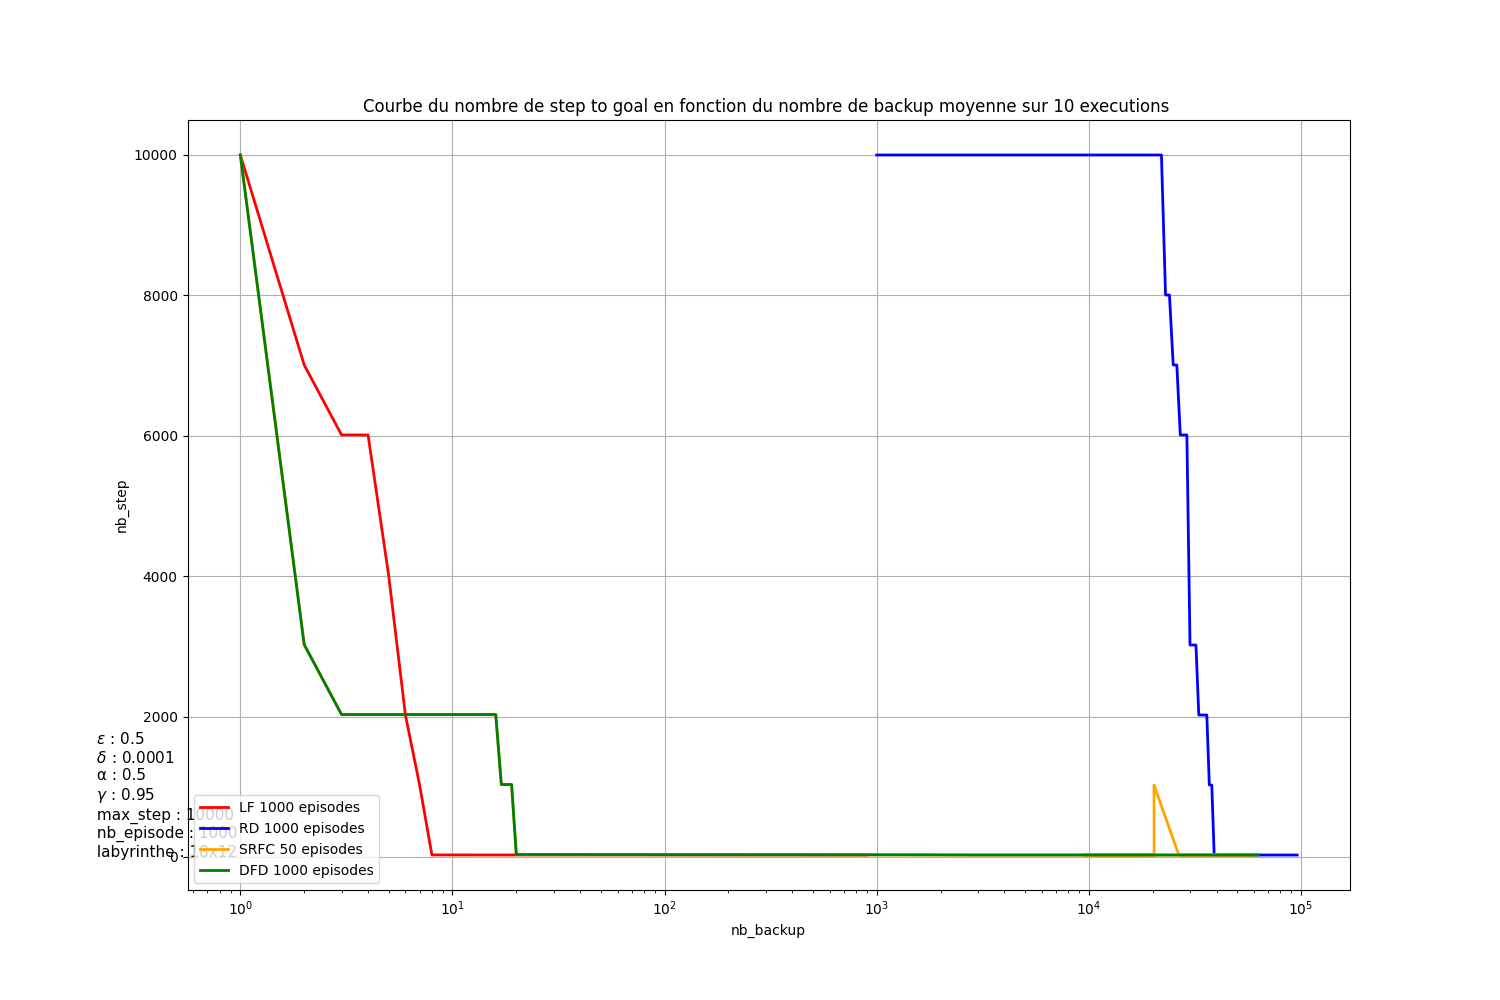 Courbe du nombre de step to goal en fonction du nombre de backup moyenne sur 10 executions
10000
8000
6000
4000
2000
0
nb_step
ε : 0.5
δ : 0.0001
α : 0.5
γ : 0.95
max_step : 10000
nb_episode : 1000
labyrinthe : 18x12
LF 1000 episodes
RD 1000 episodes
SRFC 50 episodes
DFD 1000 episodes
10⁰ 10¹ 10² 10³ 10⁴ 10⁵
nb_backup